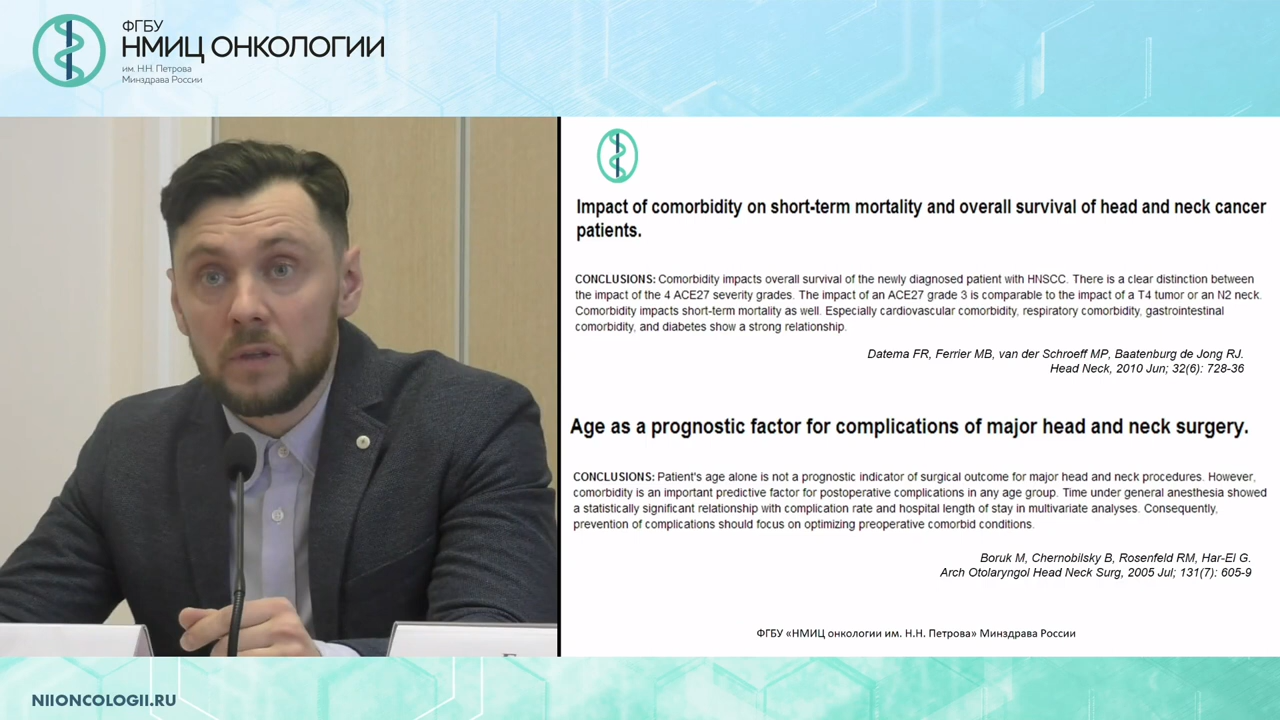 ФГБУ
НМИЦ ОНКОЛОГИИ
им. Н.Н. Петрова
Минздрава России
Impact of comorbidity on short-term mortality and overall survival of head and neck cancer
patients.
CONCLUSIONS: Comorbidity impacts overall survival of the newly diagnosed patient with HNSCC. There is a clear distinction between
the impact of the 4 ACE27 severity grades. The impact of an ACE27 grade 3 is comparable to the impact of a T4 tumor or an N2 neck.
Comorbidity impacts short-term mortality as well. Especially cardiovascular comorbidity, respiratory comorbidity, gastrointestinal
comorbidity, and diabetes show a strong relationship.
Datema FR, Ferrier MB, van der Schroeff MP, Baatenburg de Jong RJ.
Head Neck, 2010 Jun; 32(6): 728-36
Age as a prognostic factor for complications of major head and neck surgery.
CONCLUSIONS: Patient's age alone is not a prognostic indicator of surgical outcome for major head and neck procedures. However,
comorbidity is an important predictive factor for postoperative complications in any age group. Time under general anesthesia showed
a statistically significant relationship with complication rate and hospital length of stay in multivariate analyses. Consequently,
prevention of complications should focus on optimizing preoperative comorbid conditions.
Boruk M, Chernobilsky B, Rosenfeld RM, Har-El G.
Arch Otolaryngol Head Neck Surg, 2005 Jul; 131(7): 605-9
ФГБУ «НМИЦ онкологии им. Н.Н. Петрова» Минздрава России
NIIONCOLOGII.RU